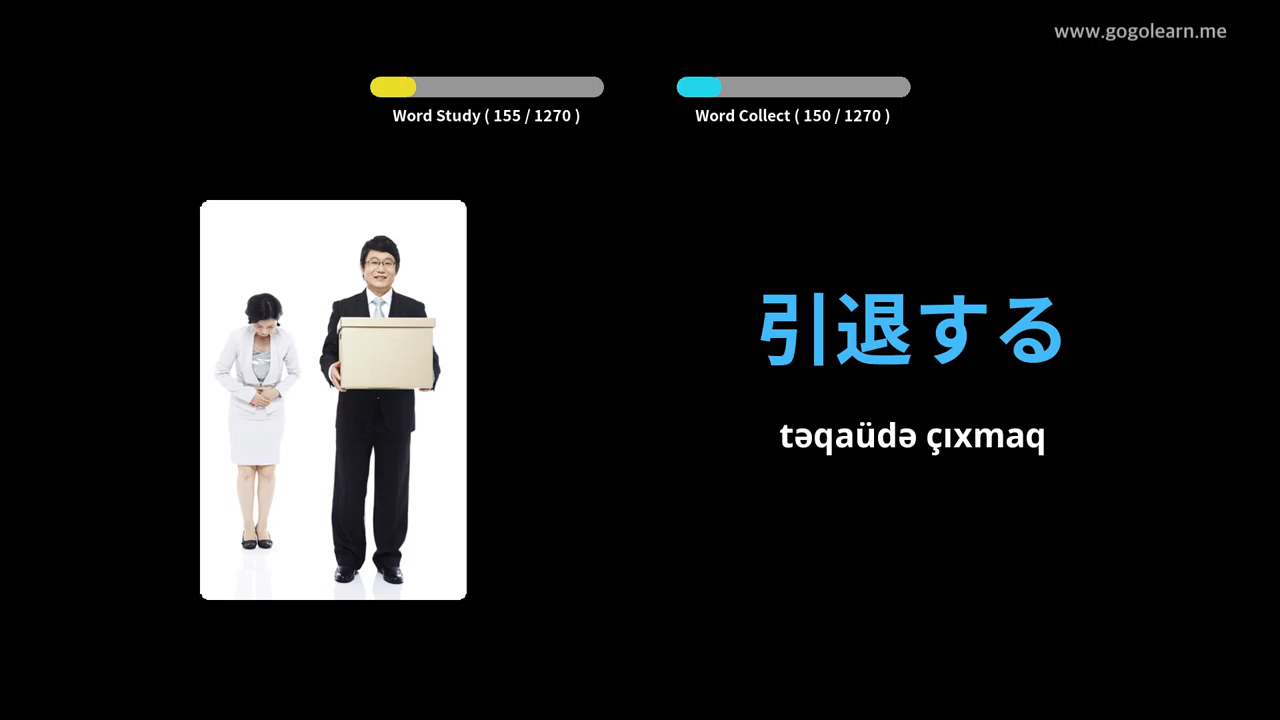 www.gogolearn.me
Word Study ( 155 / 1270 )
Word Collect ( 150 / 1270 )
引退する
təqaüdə çıxmaq